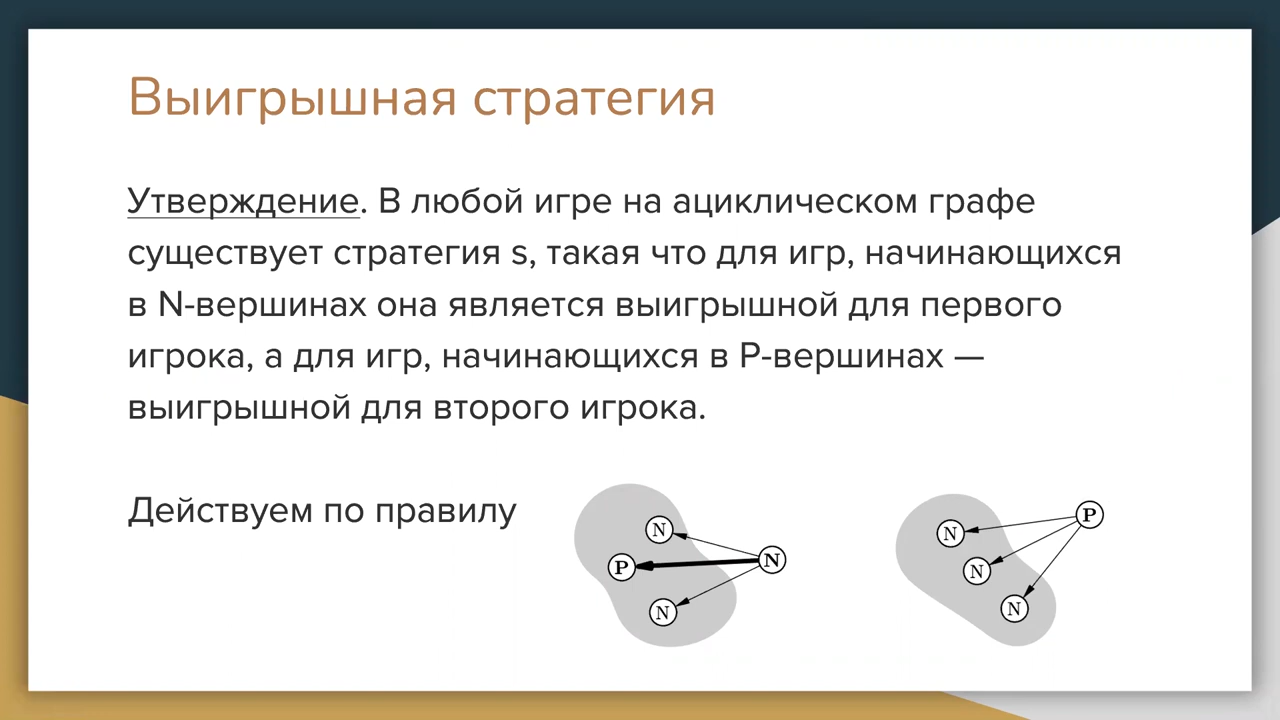 Выигрышная стратегия
Утверждение. В любой игре на ациклическом графе
существует стратегия s, такая что для игр, начинающихся
в N-вершинах она является выигрышной для первого
игрока, а для игр, начинающихся в P-вершинах —
выигрышной для второго игрока.
Действуем по правилу
N
P
N
N
P
N
N
N